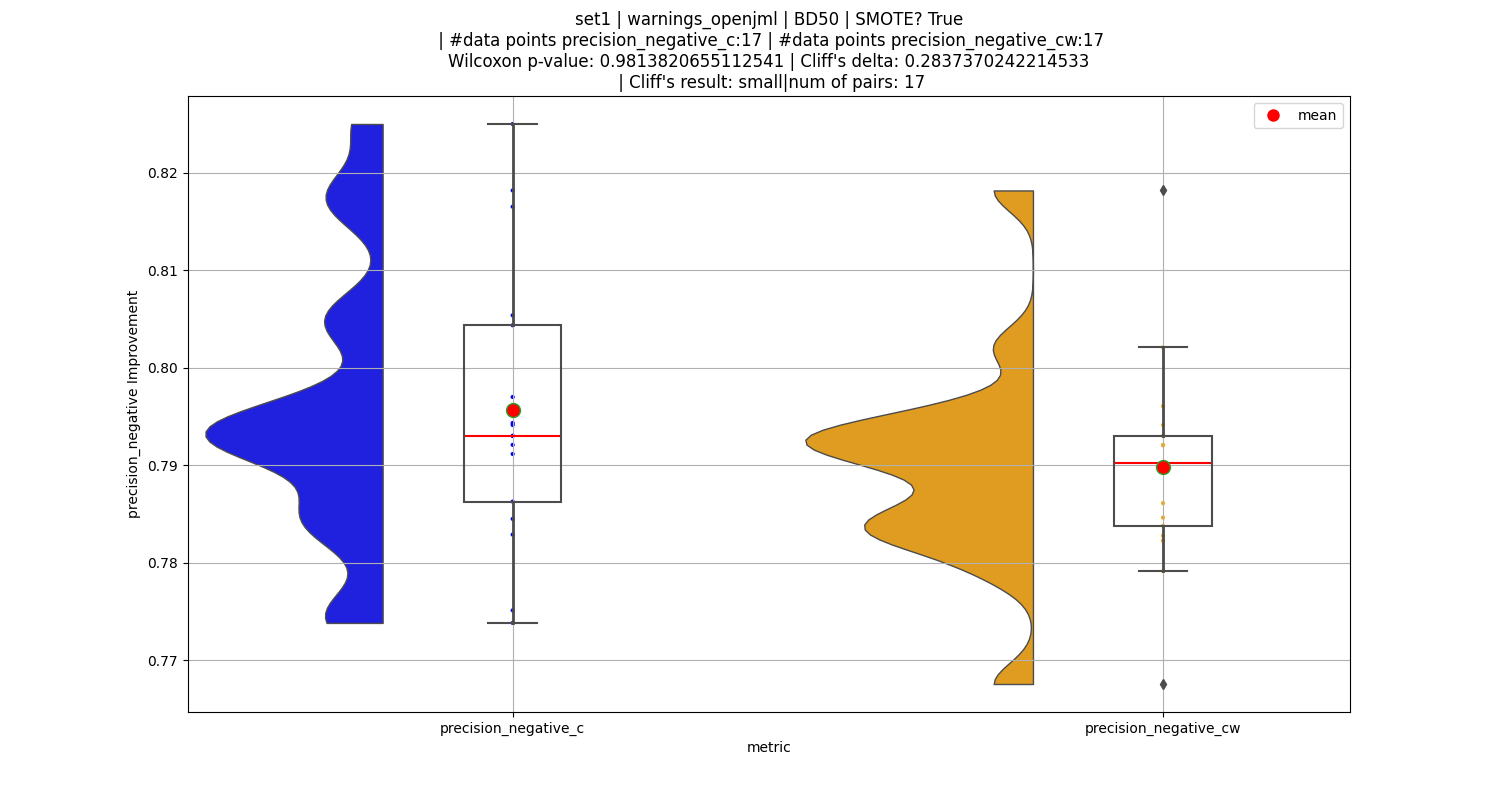 set1 | warnings_openjml | BD50 | SMOTE? True
| #data points precision_negative_c:17 | #data points precision_negative_cw:17
Wilcoxon p-value: 0.9813820655112541 | Cliff's delta: 0.2837370242214533
| Cliff's result: small|num of pairs: 17
mean
0.82
0.81
0.80
0.79
0.78
0.77
precision_negative Improvement
precision_negative_c
precision_negative_cw
metric